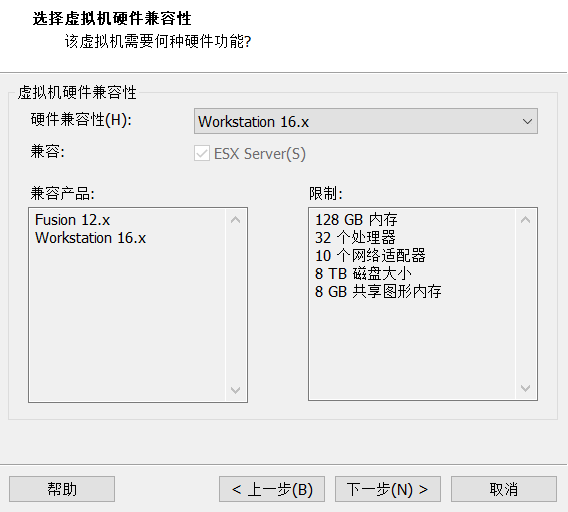 选择虚拟机硬件兼容性
该虚拟机需要何种硬件功能?
虚拟机硬件兼容性
硬件兼容性(H): Workstation 16.x
兼容: ESX Server(S)
兼容产品: 限制:
Fusion 12.x
Workstation 16.x
128 GB 内存
32 个处理器
10 个网络适配器
8 TB 磁盘大小
8 GB 共享图形内存
帮助 < 上一步(B) 下一步(N) > 取消